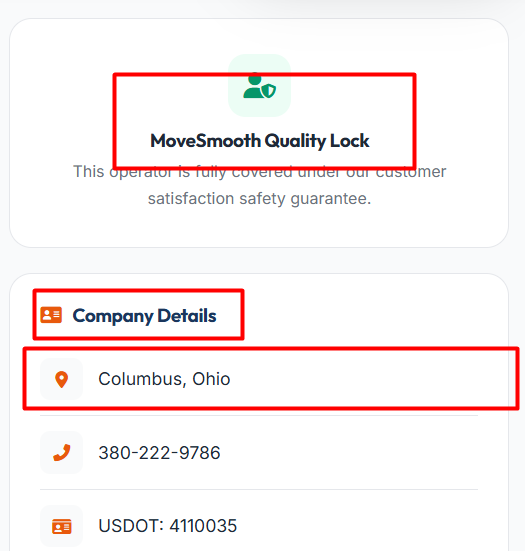 MoveSmooth Quality Lock
This operator is fully covered under our customer
satisfaction safety guarantee.
Company Details
Columbus, Ohio
380-222-9786
USDOT: 4110035